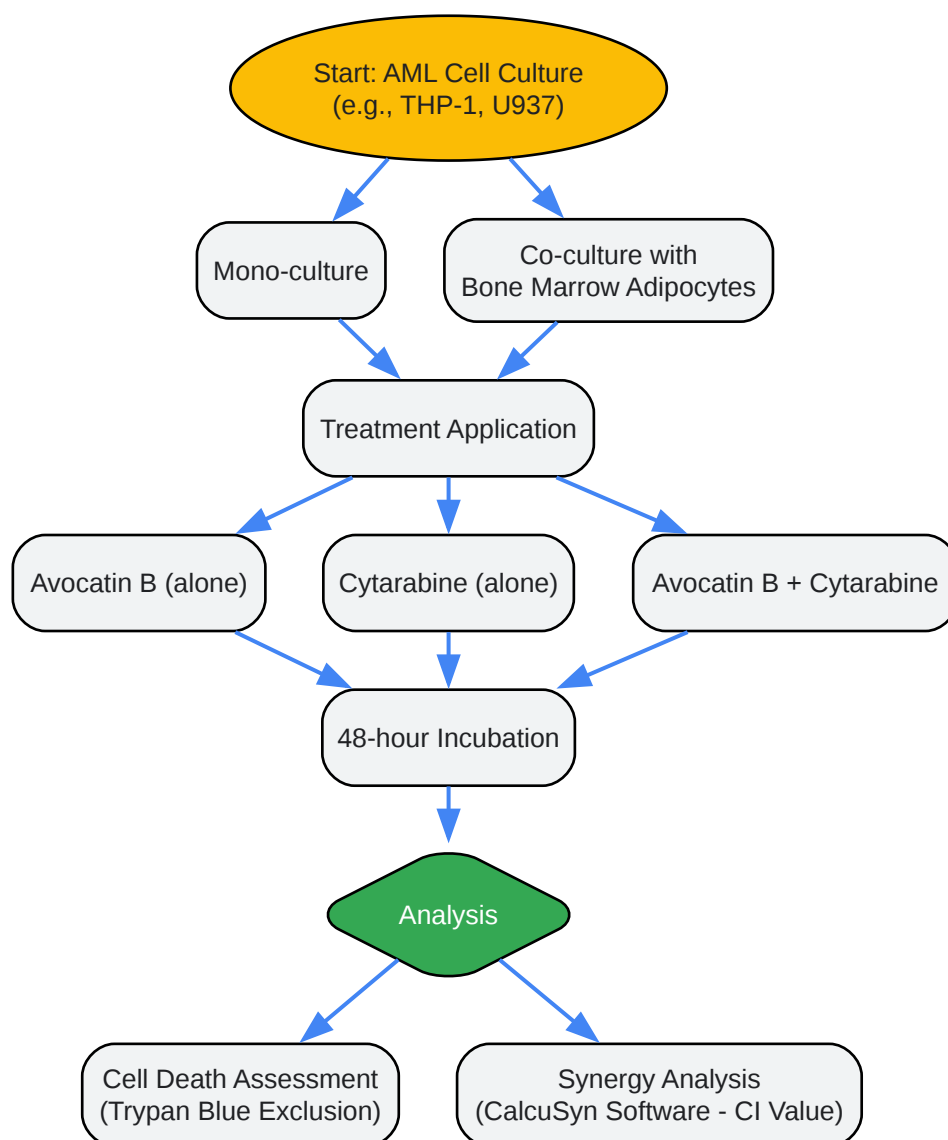 Start: AML Cell Culture
(e.g., THP-1, U937)
Mono-culture
Co-culture with
Bone Marrow Adipocytes
Treatment Application
Avocatin B (alone)
Cytarabine (alone)
Avocatin B + Cytarabine
48-hour Incubation
Analysis
Cell Death Assessment
(Trypan Blue Exclusion)
Synergy Analysis
(CalcuSyn Software - CI Value)